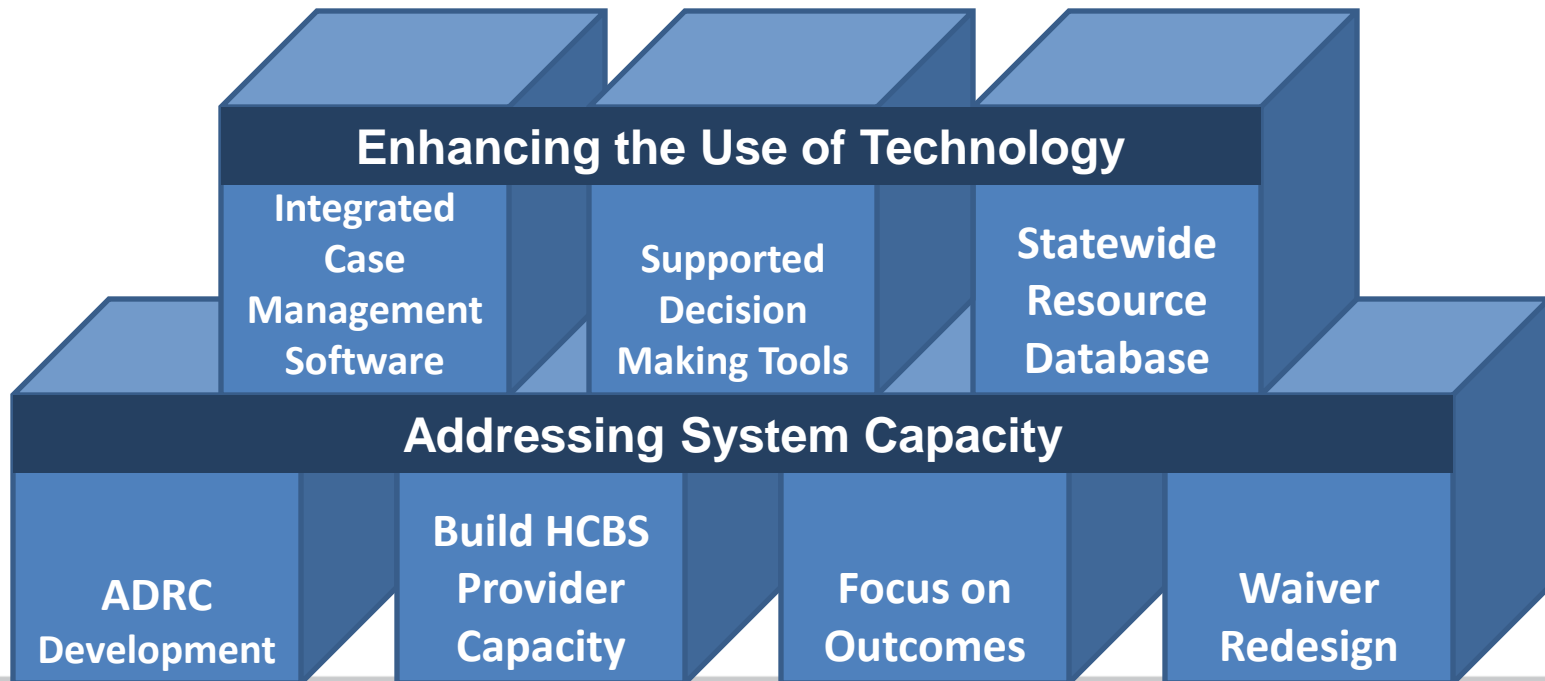 Enhancing the Use of Technology
Integrated
Case
Management
Software
Supported
Decision
Making Tools
Statewide
Resource
Database
Addressing System Capacity
ADRC
Development
Build HCBS
Provider
Capacity
Focus on
Outcomes
Waiver
Redesign